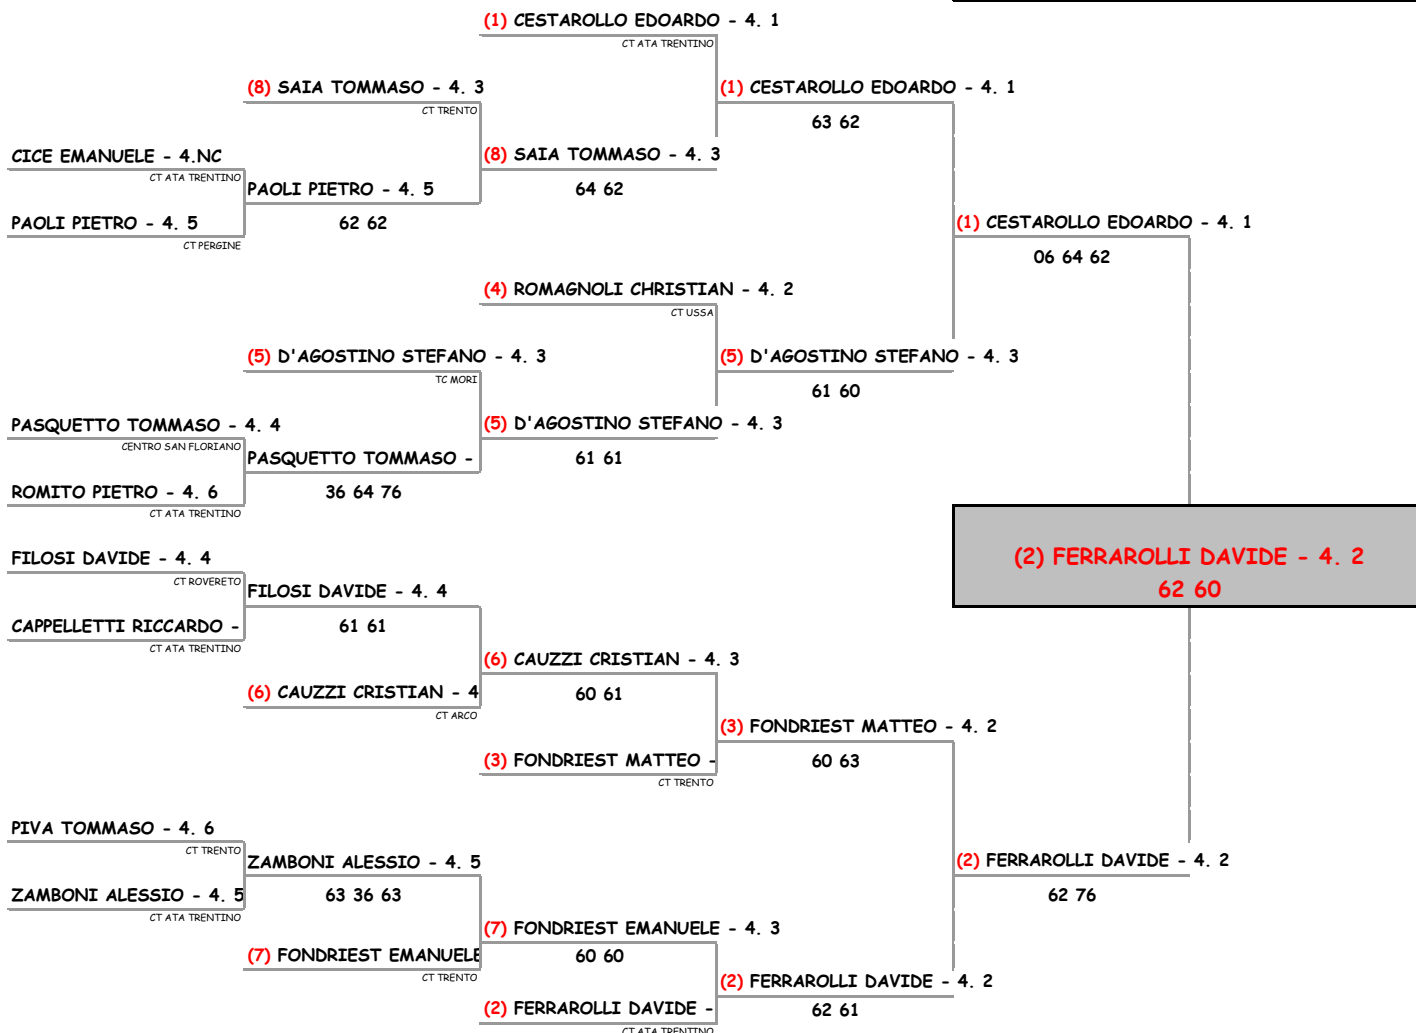 (1) CESTAROLLO EDOARDO - 4. 1
CT ATA TRENTINO
(8) SAIA TOMMASO - 4. 3
CT TRENTO
(1) CESTAROLLO EDOARDO - 4. 1
63 62
CICE EMANUELE - 4.NC
CT ATA TRENTINO
(8) SAIA TOMMASO - 4. 3
64 62
PAOLI PIETRO - 4. 5
62 62
PAOLI PIETRO - 4. 5
CT PERGINE
(1) CESTAROLLO EDOARDO - 4. 1
06 64 62
(4) ROMAGNOLI CHRISTIAN - 4. 2
CT USSA
(5) D'AGOSTINO STEFANO - 4. 3
TC MORI
(5) D'AGOSTINO STEFANO - 4. 3
61 60
PASQUETTO TOMMASO - 4. 4
CENTRO SAN FLORIANO
(5) D'AGOSTINO STEFANO - 4. 3
61 61
PASQUETTO TOMMASO -
36 64 76
ROMITO PIETRO - 4. 6
CT ATA TRENTINO
(2) FERRAROLLI DAVIDE - 4. 2
62 60
FILOSI DAVIDE - 4. 4
CT ROVERETO
FILOSI DAVIDE - 4. 4
61 61
CAPPELLETTI RICCARDO -
CT ATA TRENTINO
(6) CAUZZI CRISTIAN - 4. 3
60 61
(6) CAUZZI CRISTIAN - 4
CT ARCO
(3) FONDRIEST MATTEO - 4. 2
60 63
(3) FONDRIEST MATTEO -
CT TRENTO
PIVA TOMMASO - 4. 6
CT TRENTO
ZAMBONI ALESSIO - 4. 5
63 36 63
(2) FERRAROLLI DAVIDE - 4. 2
62 76
ZAMBONI ALESSIO - 4. 5
CT ATA TRENTINO
(7) FONDRIEST EMANUELE - 4. 3
60 60
(7) FONDRIEST EMANUELE
CT TRENTO
(2) FERRAROLLI DAVIDE - 4. 2
62 61
(2) FERRAROLLI DAVIDE -
CT ATA TRENTINO